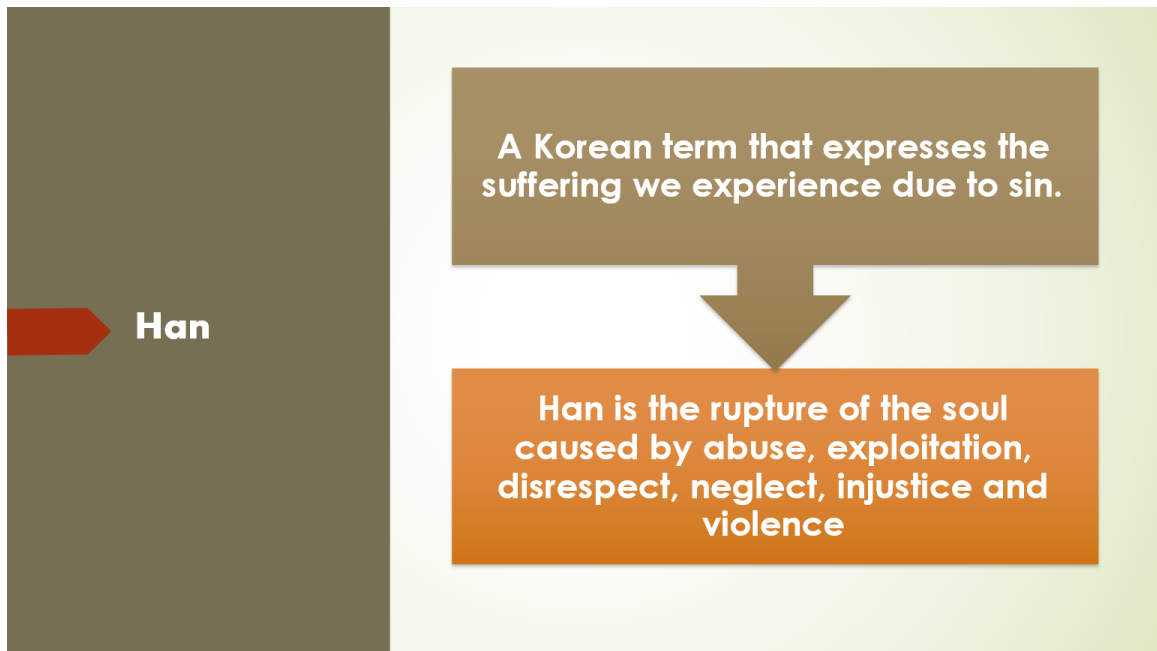 Han
A Korean term that expresses the
suffering we experience due to sin.
Han is the rupture of the soul
caused by abuse, exploitation,
disrespect, neglect, injustice and
violence